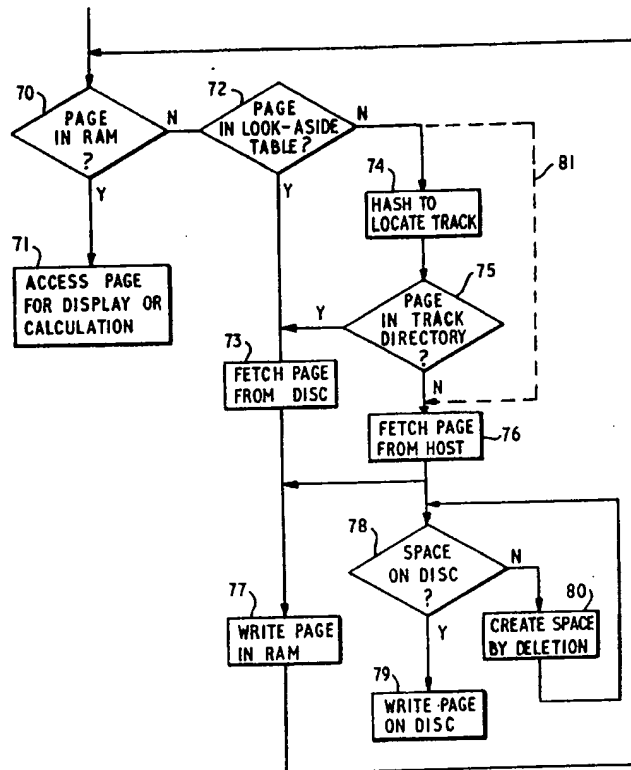 70
PAGE
IN RAM
?
N
Y
72
PAGE
IN LOOK-ASIDE
TABLE?
N
Y
81
74
HASH TO
LOCATE TRACK
71
ACCESS PAGE
FOR DISPLAY OR
CALCULATION
75
PAGE
IN TRACK
DIRECTORY
?
Y
N
73
FETCH PAGE
FROM DISC
FETCH PAGE
FROM HOST
76
78
SPACE
ON DISC
?
N
Y
77
WRITE PAGE
IN RAM
80
CREATE SPACE
BY DELETION
79
WRITE PAGE
ON DISC